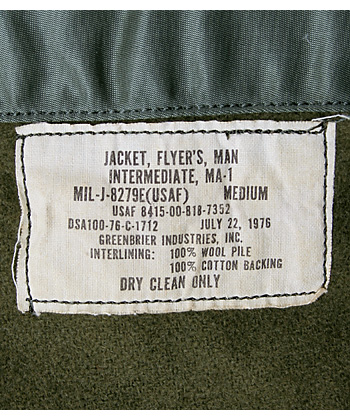 JACKET, FLYER'S, MAN
INTERMEDIATE, MA-1
MIL-J-8279E(USAF) MEDIUM
USAF 8415-00-818-7352
DSA100-76-C-1712 JULY 22, 1976
GREENBRIER INDUSTRIES, INC.
INTERLINING: 100% WOOL PILE
100% COTTON BACKING
DRY CLEAN ONLY